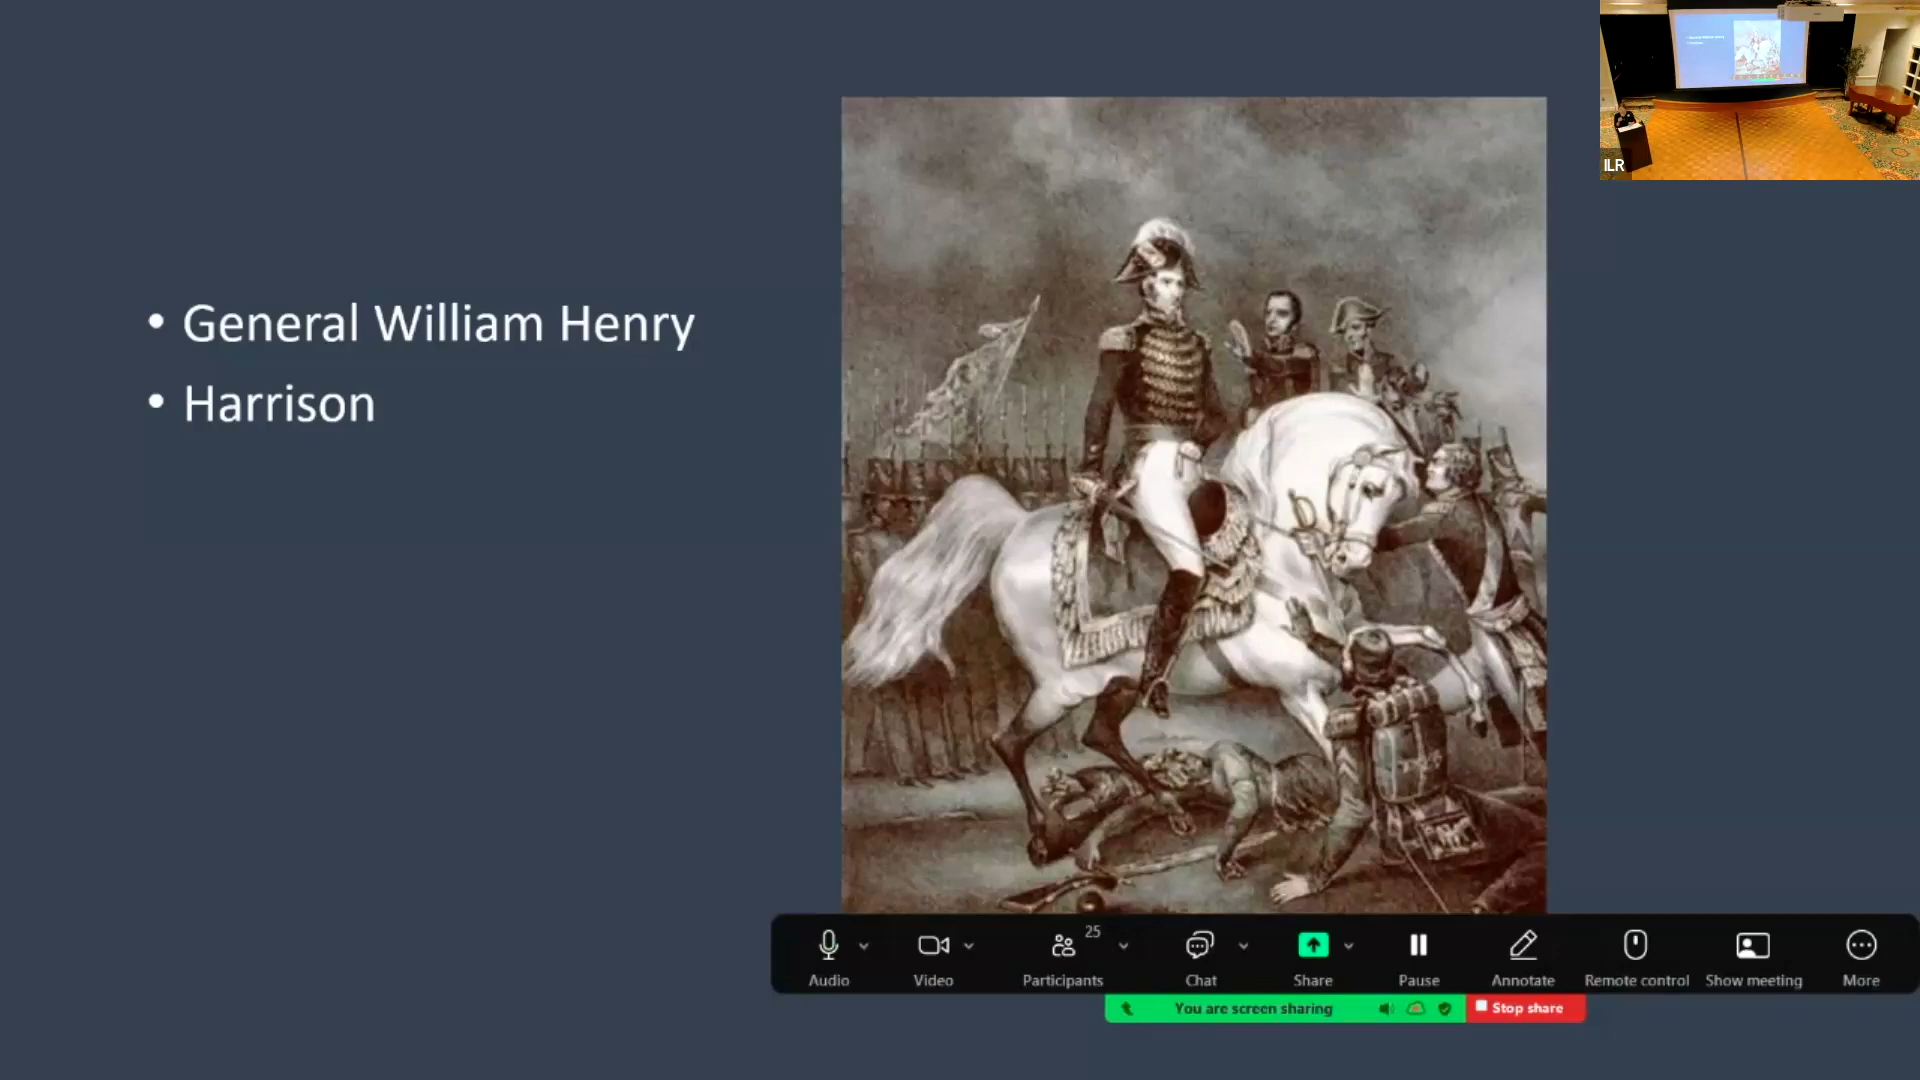 • General William Henry
• Harrison
ILR
25
Audio
Video
Participants
Chat
Share
Pause
Annotate
Remote control
Show meeting
More
You are screen sharing
Stop share